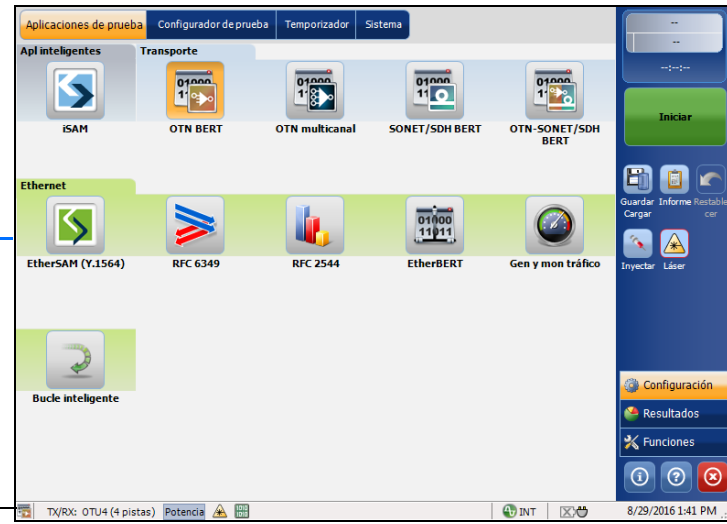 Aplicaciones de prueba Configurador de prueba Temporizador Sistema
--
--
--:--:--
Apl inteligentes Transporte
iSAM OTN BERT OTN multicanal SONET/SDH BERT OTN-SONET/SDH
BERT
Iniciar
Guardar Informe Restable
Cargar cer
Inyectar Láser
Ethernet
01000
11011
EtherSAM (Y.1564) RFC 6349 RFC 2544 EtherBERT Gen y mon tráfico
Bucle inteligente
Configuración
Resultados
Funciones
TX/RX: OTU4 (4 pistas) Potencia INT 8/29/2016 1:41 PM